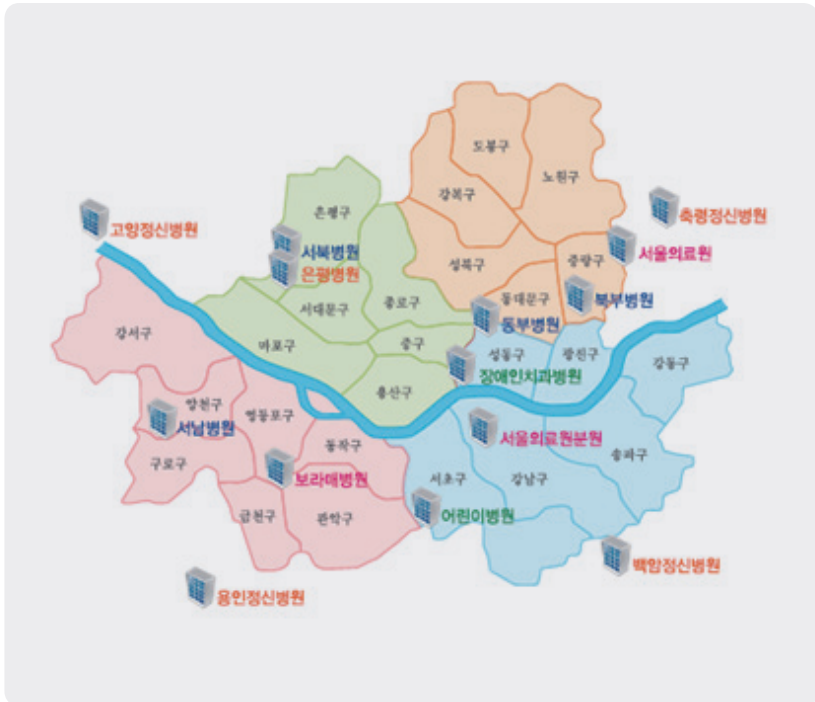 도봉구
노원구
강북구
은평구
축령정신병원
고양정신병원
서북병원
서울의료원
성북구
중랑구
은평병원
종로구
동대문구
북부병원
서대문구
동부병원
강서구
마포구
중구
성동구
광진구
강동구
장애인치과병원
용산구
양천구
영등포구
서남병원
서울의료원분원
동작구
송파구
구로구
보라매병원
서초구
강남구
금천구
관악구
어린이병원
백암정신병원
용인정신병원